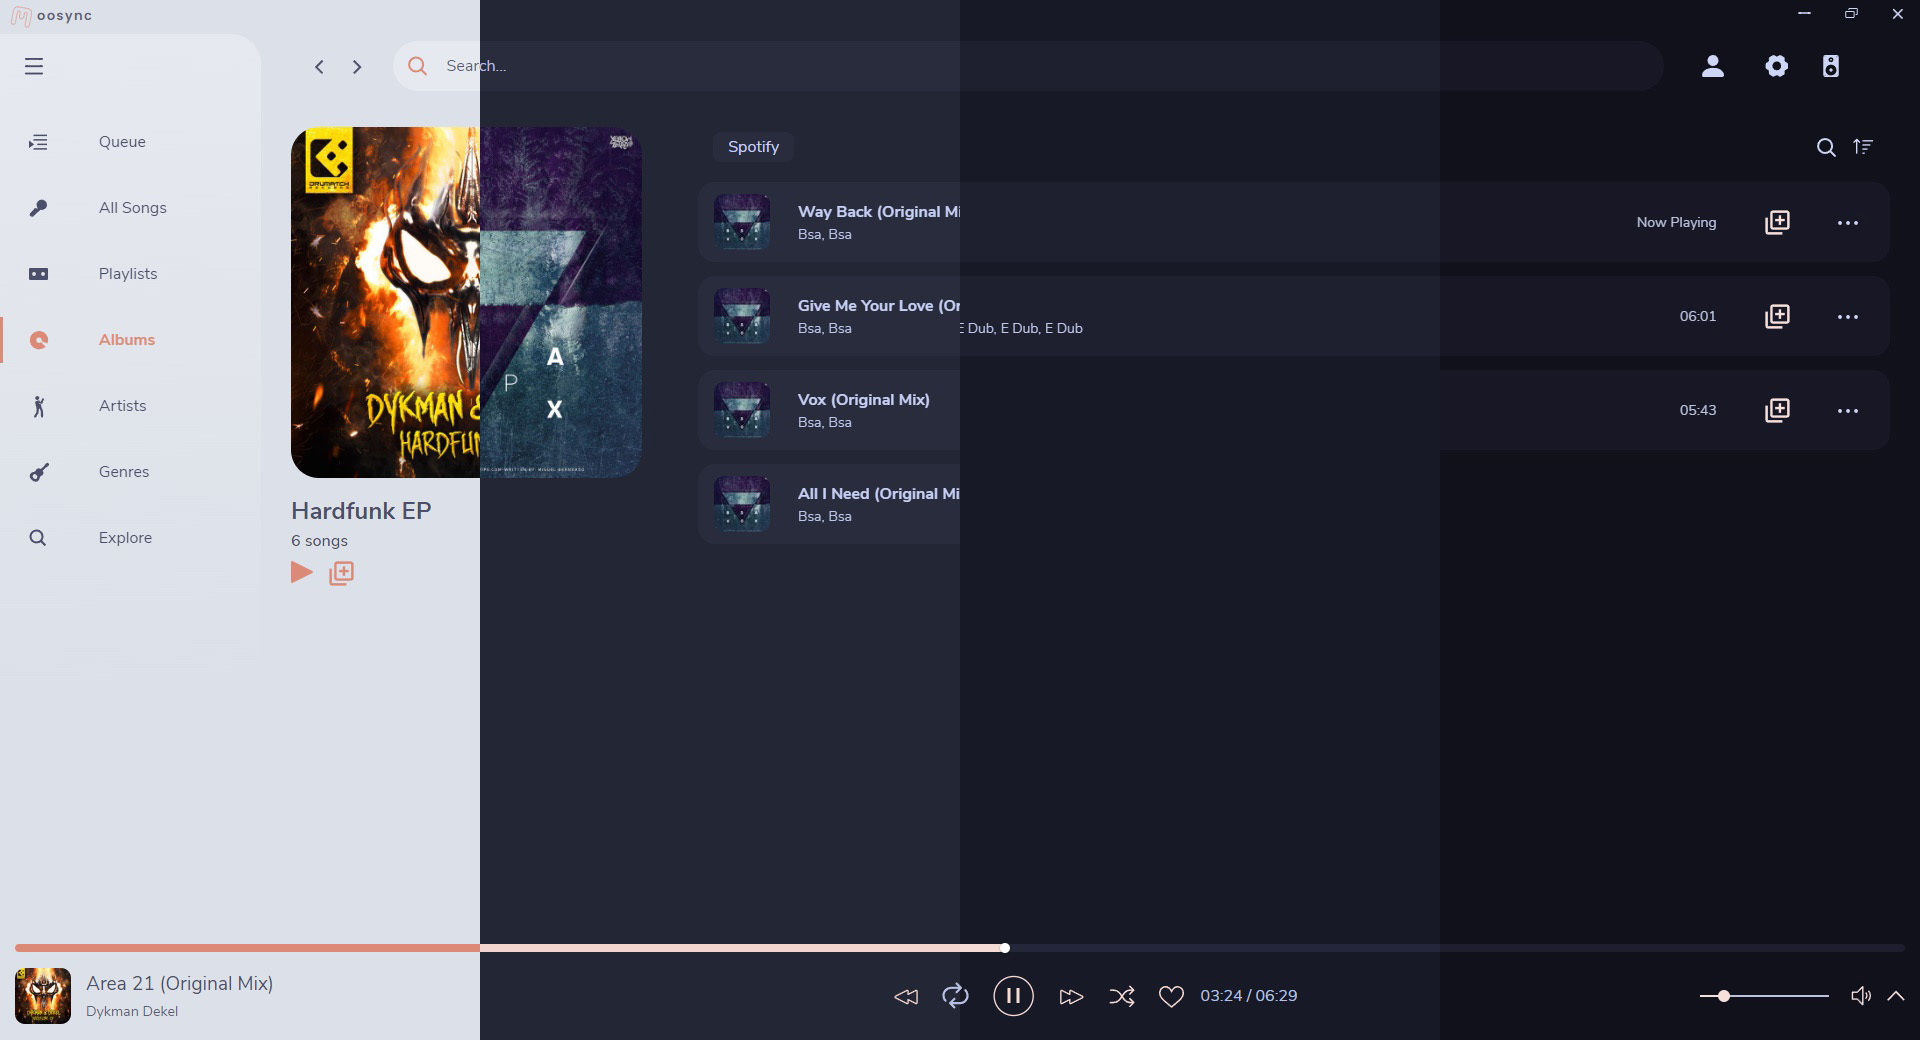 oosync
Search...
Queue
All Songs
Playlists
Albums
Artists
Genres
Explore
DRUMATCH
DYKMAN &
HARDFUN
P
A
X
Hardfunk EP
6 songs
Spotify
Way Back (Original Mi
Bsa, Bsa
Now Playing
Give Me Your Love (Or
Bsa, Bsa
E Dub, E Dub, E Dub
06:01
Vox (Original Mix)
Bsa, Bsa
05:43
All I Need (Original Mi
Bsa, Bsa
Area 21 (Original Mix)
Dykman Dekel
03:24 / 06:29